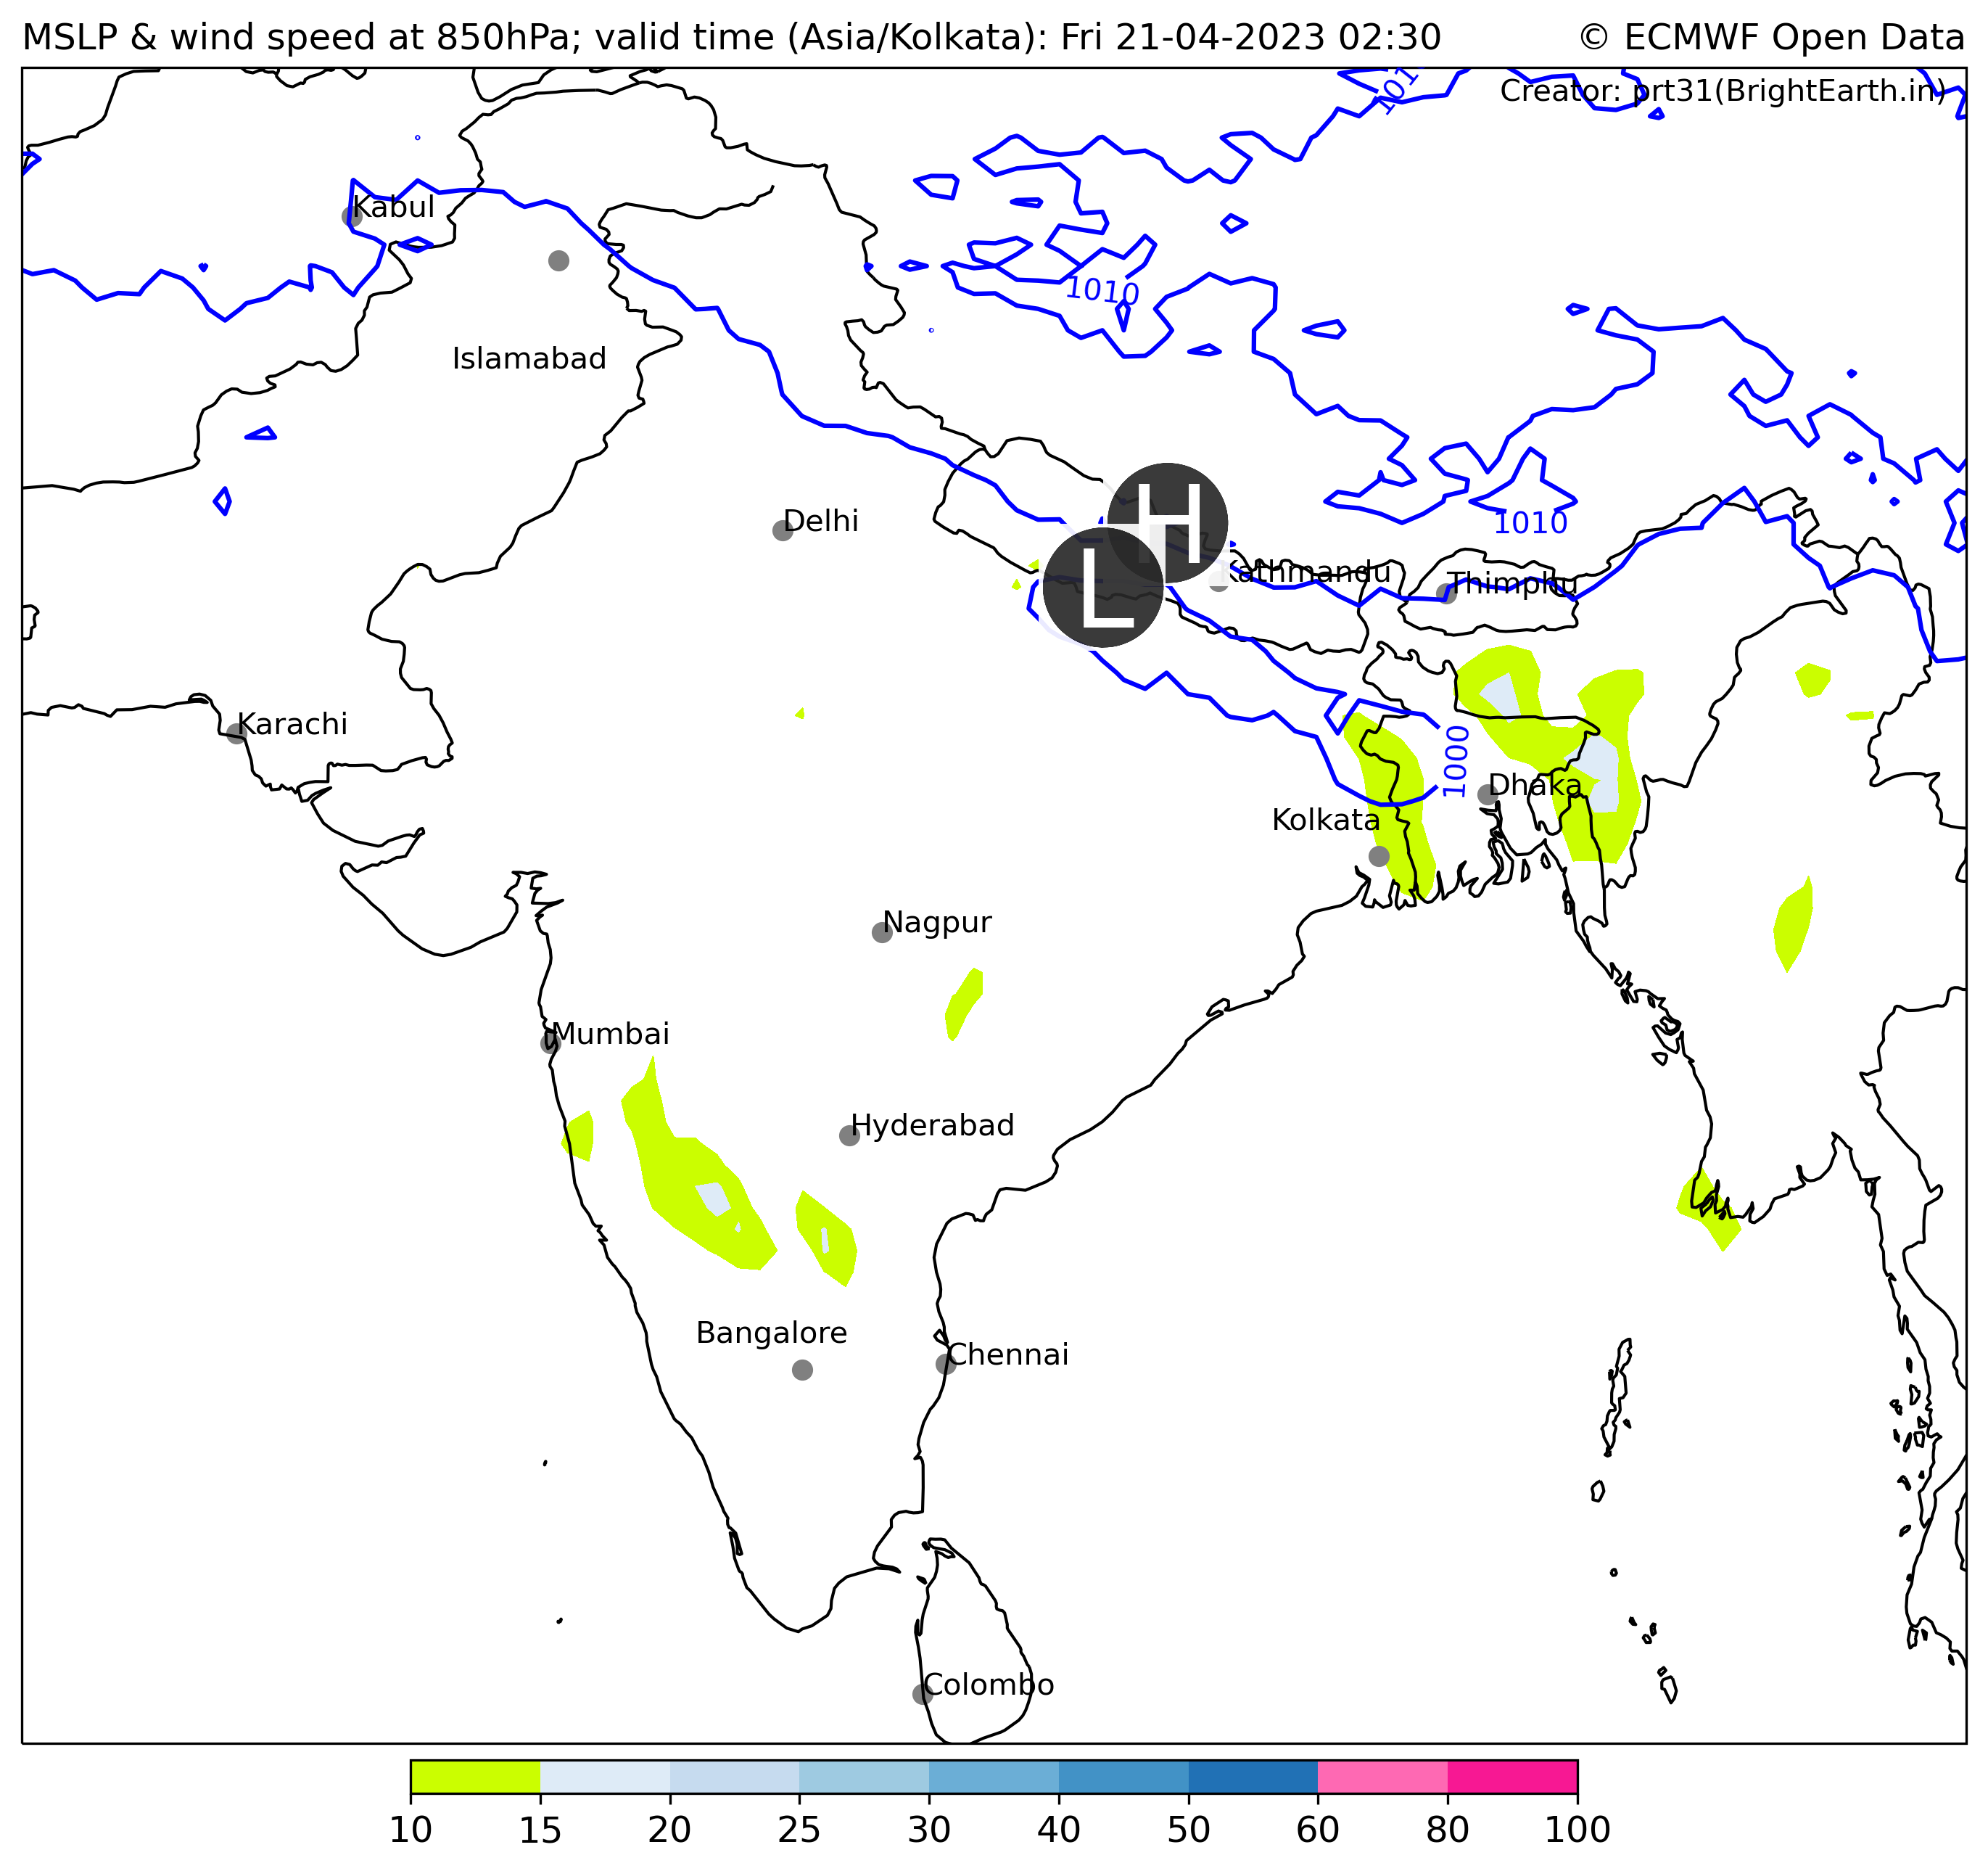 MSLP & wind speed at 850hPa; valid time (Asia/Kolkata): Fri 21-04-2023 02:30
© ECMWF Open Data
Creator: prt31(BrightEarth.in)
Kabul
1010
Islamabad
Delhi
H
1010
L
Kathmandu
Thimphu
Karachi
1000
Dhaka
Kolkata
Nagpur
Mumbai
Hyderabad
Bangalore
Chennai
Colombo
10 15 20 25 30 40 50 60 80 100